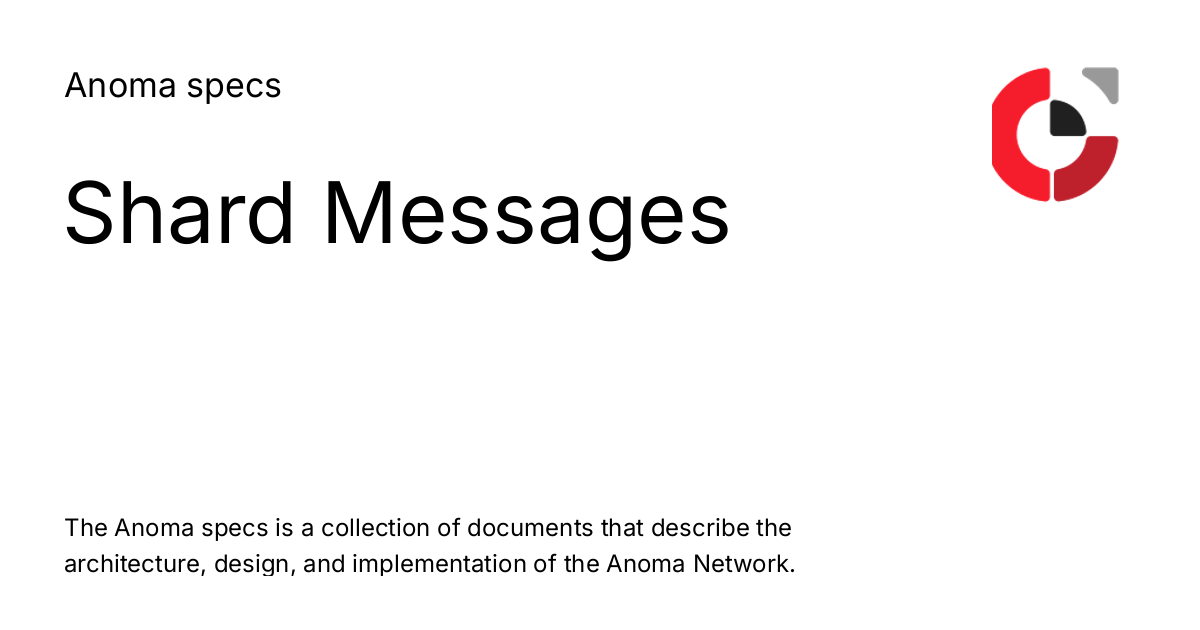 Anoma specs
Shard Messages
The Anoma specs is a collection of documents that describe the
architecture, design, and implementation of the Anoma Network.